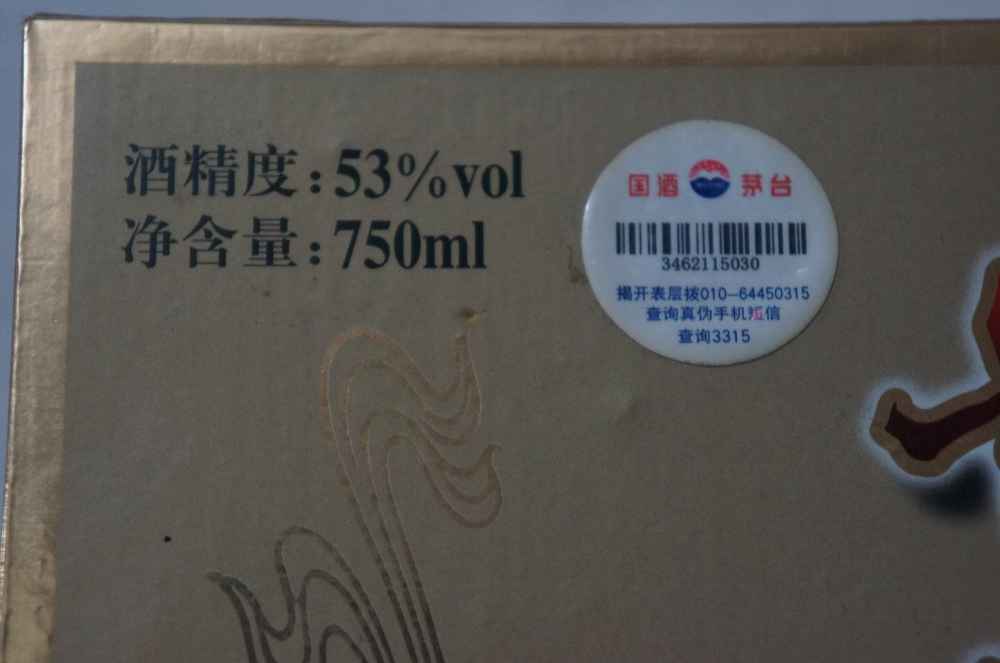 酒精度:53%vol
净含量:750ml
国酒 茅台
3462115030
揭开表层拨010-64450315
查询真伪手机短信
查询3315